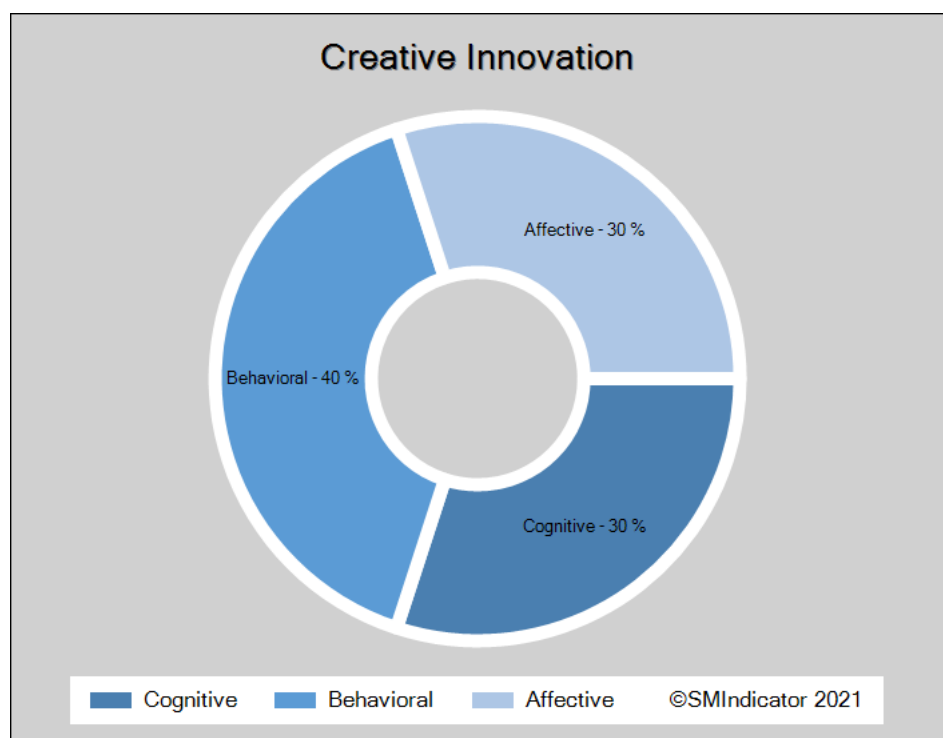 Creative Innovation
Affective - 30 %
Behavioral - 40 %
Cognitive - 30 %
Cognitive Behavioral Affective ©SMIndicator 2021